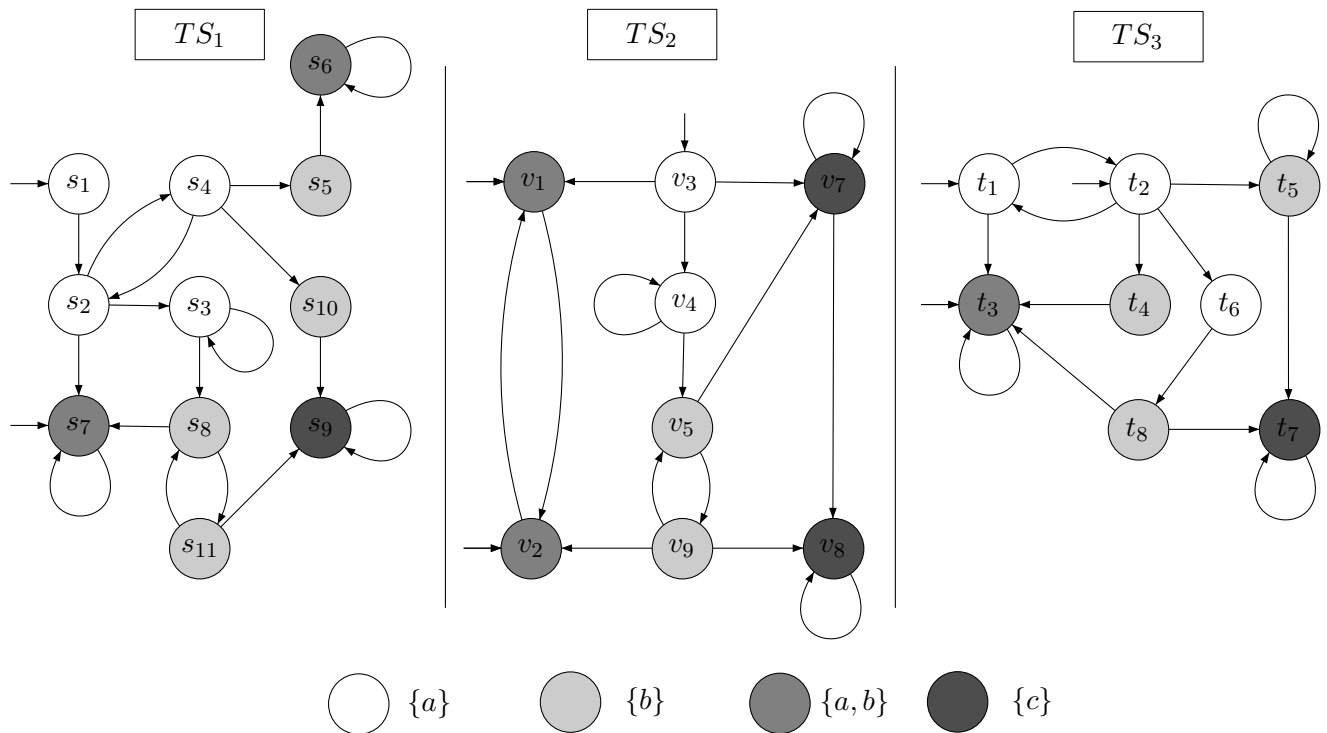 TS₁ TS₂ TS₃
s₆
s₁ s₄ s₅ v₁ v₃ v₇ t₁ t₂ t₅
s₂ s₃ s₁₀ v₄ t₃ t₄ t₆
s₇ s₈ s₉ v₅ t₈ t₇
s₁₁ v₂ v₉ v₈
{a} {b} {a, b} {c}